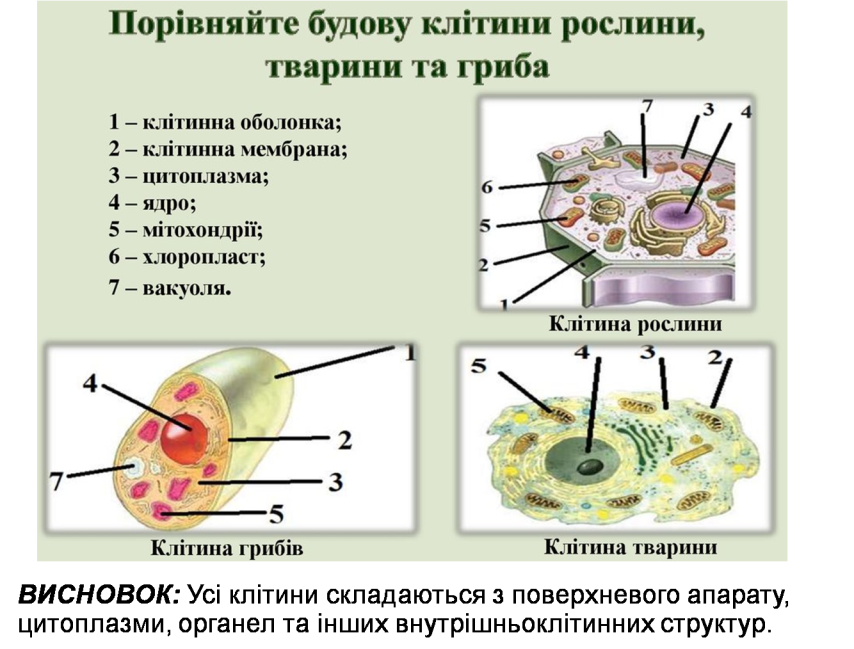 Порівняйте будову клітини рослини,
тварини та гриба
1 – клітинна оболонка;
2 – клітинна мембрана;
3 – цитоплазма;
4 – ядро;
5 – мітохондрії;
6 – хлоропласт;
7 – вакуоля.
7 3 4
6
5
2
1
Клітина рослини
1
4
2
7
3
5
Клітина грибів
5 4 3 2
Клітина тварини
ВИСНОВОК: Усі клітини складаються з поверхневого апарату,
цитоплазми, органел та інших внутрішньоклітинних структур.